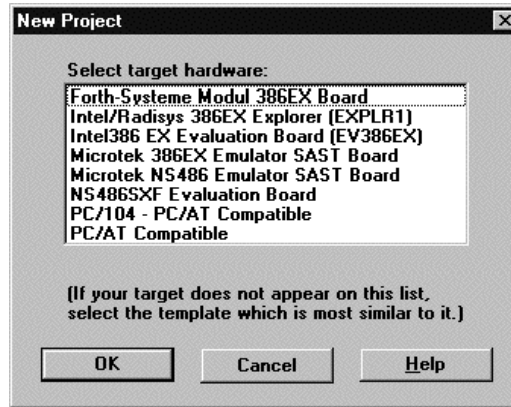 New Project
Select target hardware:
Forth-Systeme Modul 386EX Board
Intel/Radisys 386EX Explorer (EXPLR1)
Intel386 EX Evaluation Board (EV386EX)
Microtek 386EX Emulator SAST Board
Microtek NS486 Emulator SAST Board
NS486SXF Evaluation Board
PC/104 - PC/AT Compatible
PC/AT Compatible
(If your target does not appear on this list,
select the template which is most similar to it.)
OK Cancel Help